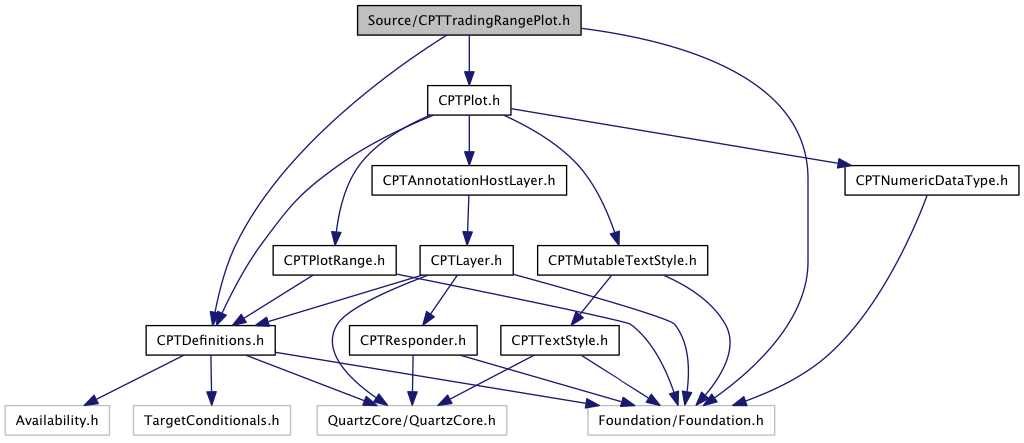 Source/CPTTradingRangePlot.h
CPTPlot.h
CPTAnnotationHostLayer.h
CPTNumericDataType.h
CPTPlotRange.h
CPTLayer.h
CPTMutableTextStyle.h
CPTDefinitions.h
CPTResponder.h
CPTTextStyle.h
Availability.h
TargetConditionals.h
QuartzCore/QuartzCore.h
Foundation/Foundation.h